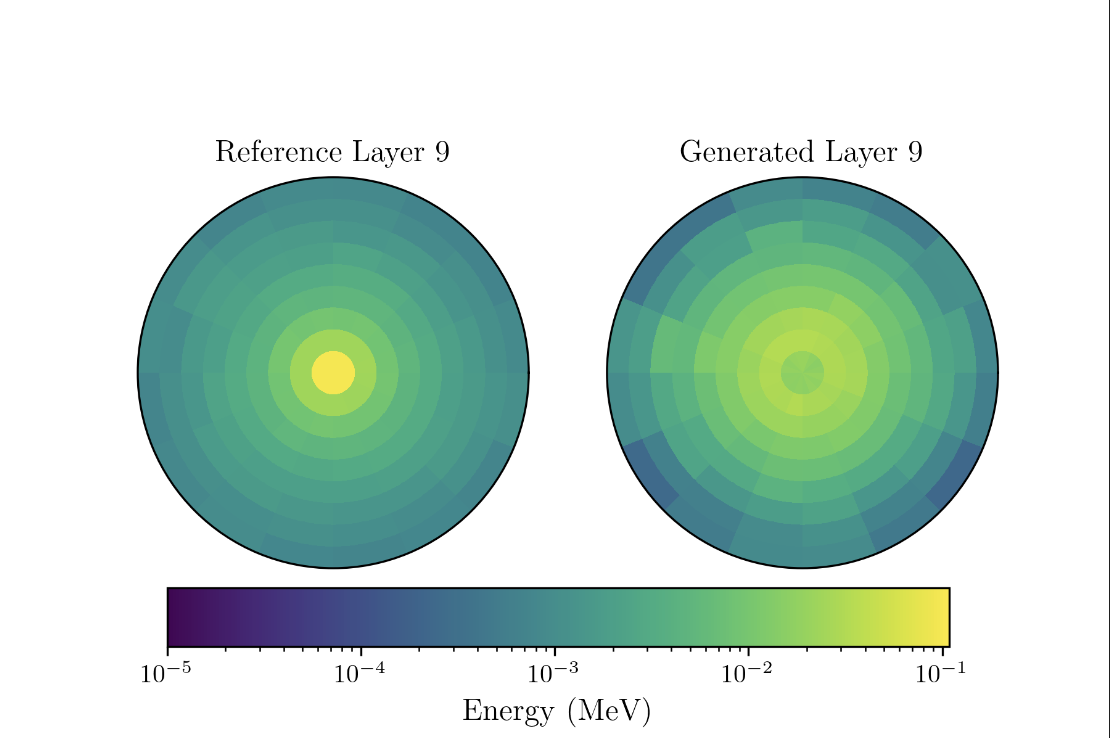 Reference Layer 9 Generated Layer 9
10⁻⁵ 10⁻⁴ 10⁻³ 10⁻² 10⁻¹
Energy (MeV)